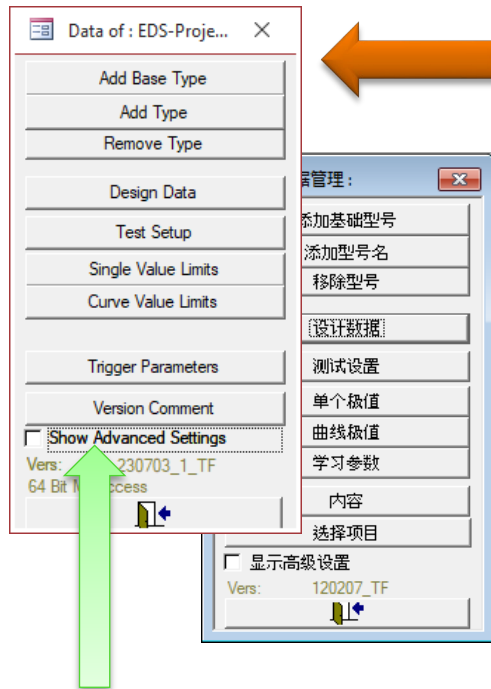 Data of : EDS-Proje...
Add Base Type
Add Type
Remove Type
Design Data
Test Setup
Single Value Limits
Curve Value Limits
Trigger Parameters
Version Comment
Show Advanced Settings
Vers: 230703_1_TF
64 Bit
管理:
添加基础型号
添加型号名
移除型号
设计数据
测试设置
单个极值
曲线极值
学习参数
内容
选择项目
显示高级设置
Vers: 120207_TF